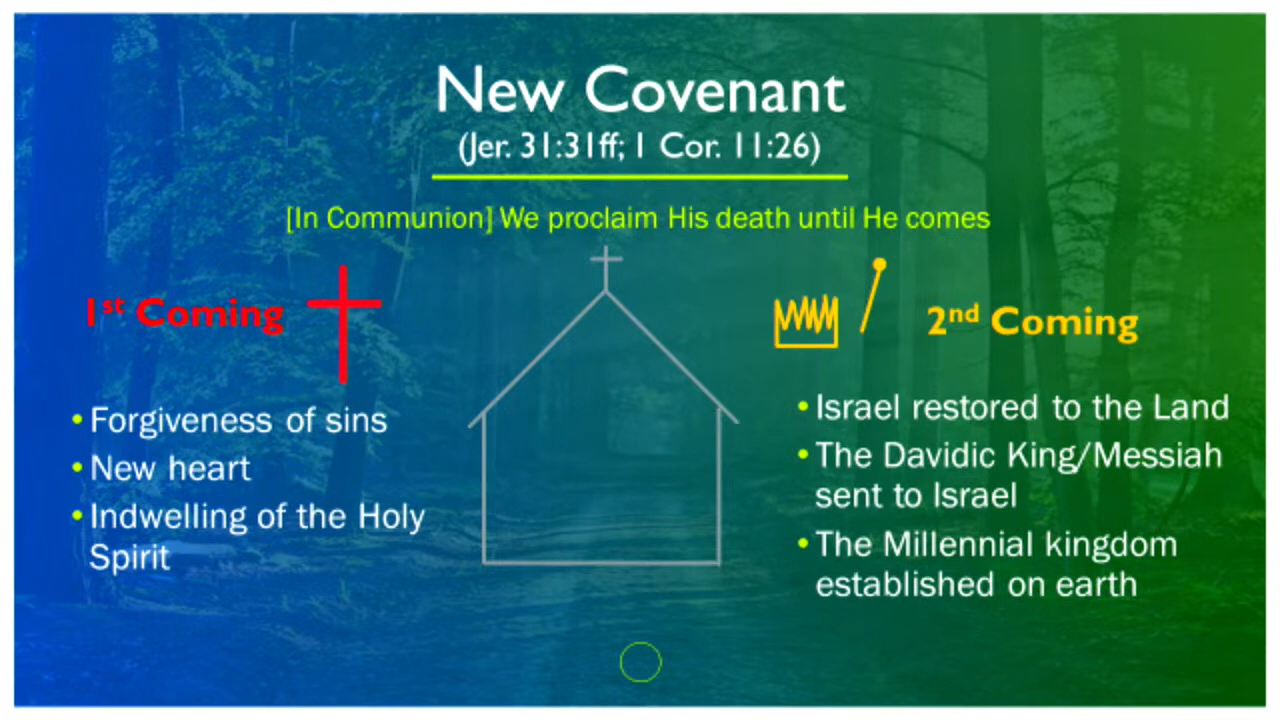 New Covenant
(Jer. 31:31ff; 1 Cor. 11:26)
[In Communion] We proclaim His death until He comes
1st Coming
• Forgiveness of sins
• New heart
• Indwelling of the Holy
Spirit
2nd Coming
• Israel restored to the Land
• The Davidic King/Messiah
sent to Israel
• The Millennial kingdom
established on earth